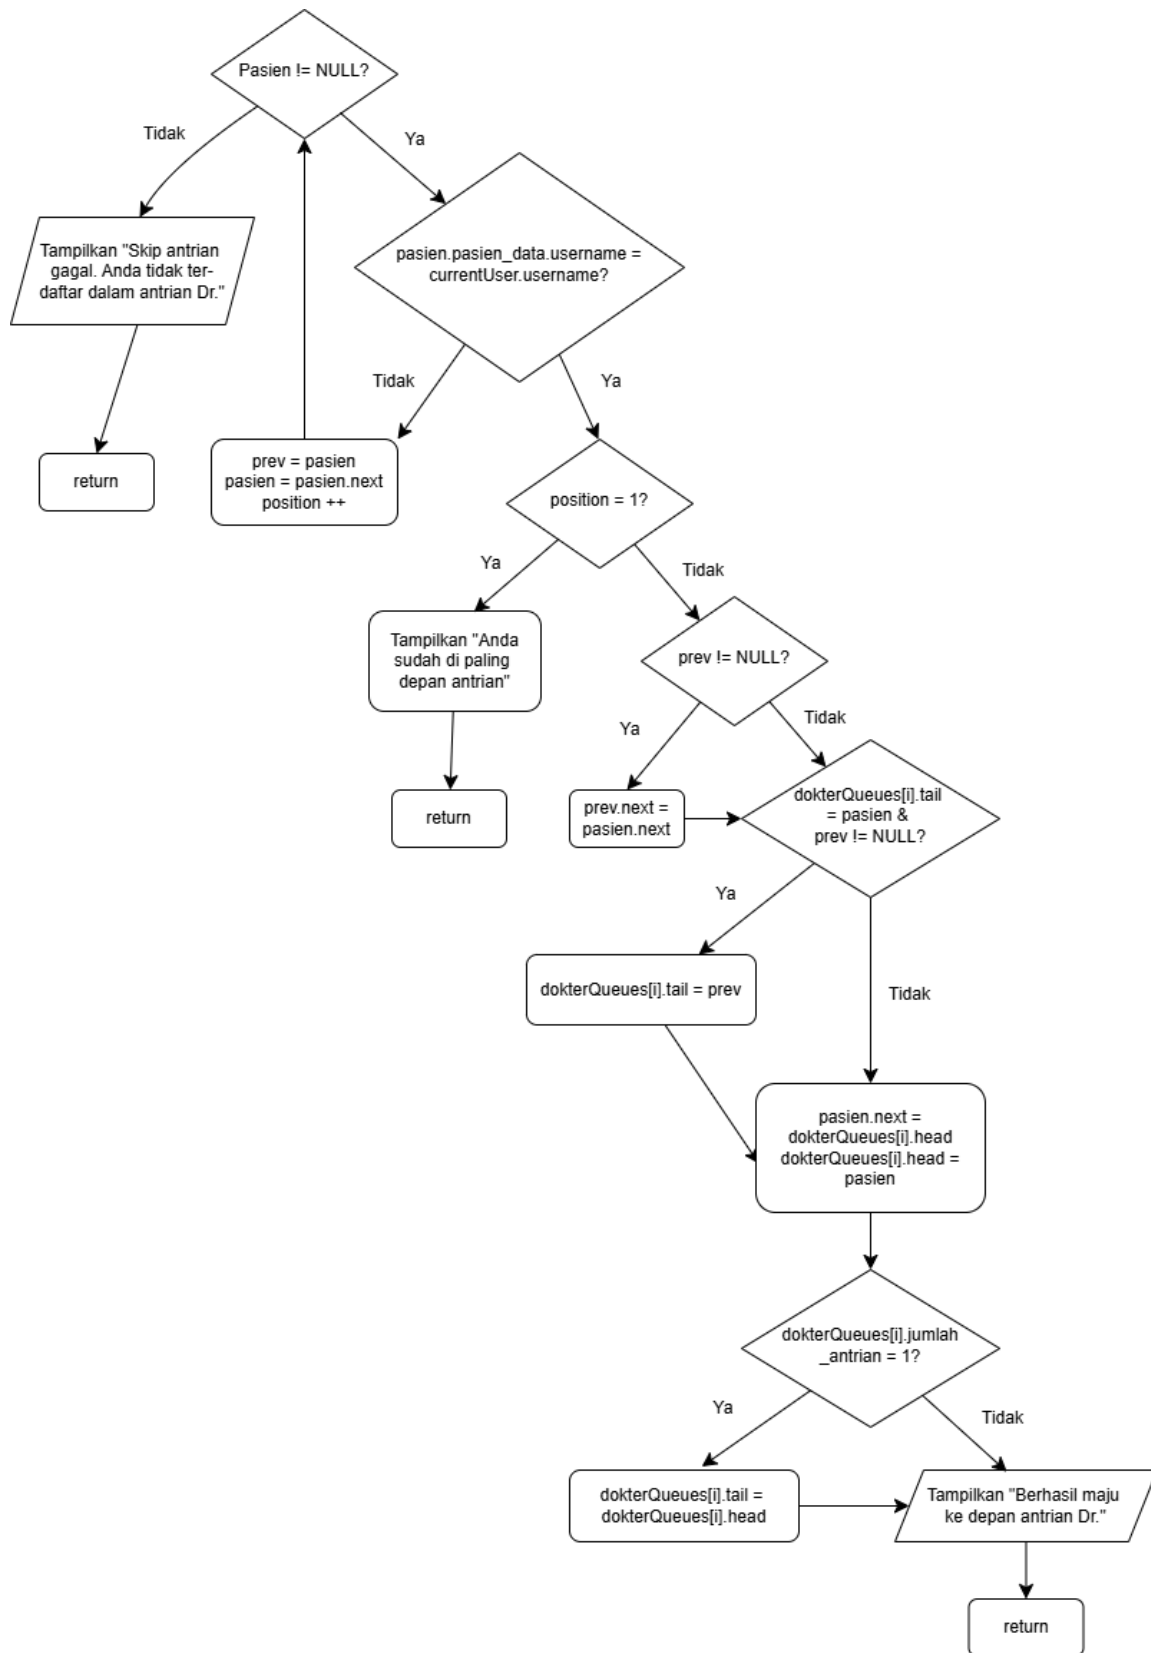 Pasien != NULL?
Tidak
Ya
Tampilkan "Skip antrian
gagal. Anda tidak ter-
daftar dalam antrian Dr."
return
pasien.pasien_data.username =
currentUser.username?
Tidak
Ya
prev = pasien
pasien = pasien.next
position ++
position = 1?
Ya
Tidak
Tampilkan "Anda
sudah di paling
depan antrian"
return
prev != NULL?
Ya
Tidak
prev.next =
pasien.next
dokterQueues[i].tail
= pasien &
prev != NULL?
Ya
Tidak
dokterQueues[i].tail = prev
pasien.next =
dokterQueues[i].head
dokterQueues[i].head =
pasien
dokterQueues[i].jumlah
_antrian = 1?
Ya
Tidak
dokterQueues[i].tail =
dokterQueues[i].head
Tampilkan "Berhasil maju
ke depan antrian Dr."
return